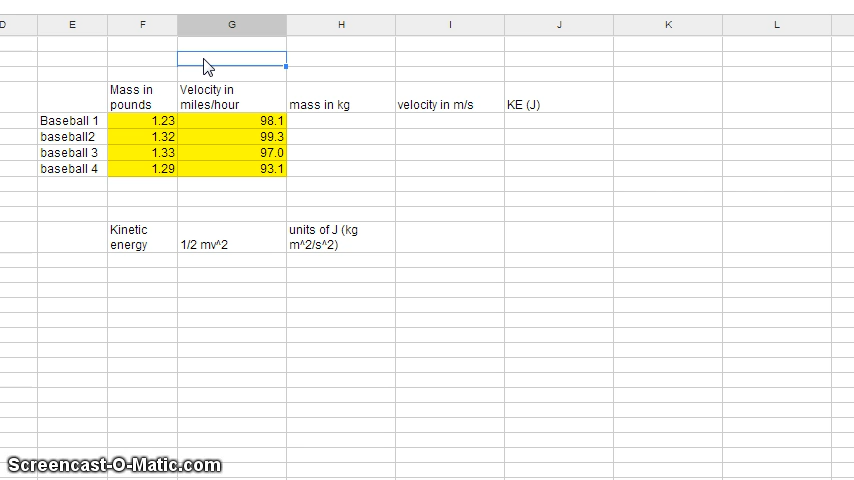 D E F G H I J K L
Mass in pounds Velocity in miles/hour mass in kg velocity in m/s KE (J)
Baseball 1 1.23 98.1
baseball2 1.32 99.3
baseball 3 1.33 97.0
baseball 4 1.29 93.1
Kinetic energy 1/2 mv^2 units of J (kg m^2/s^2)
Screencast-O-Matic.com